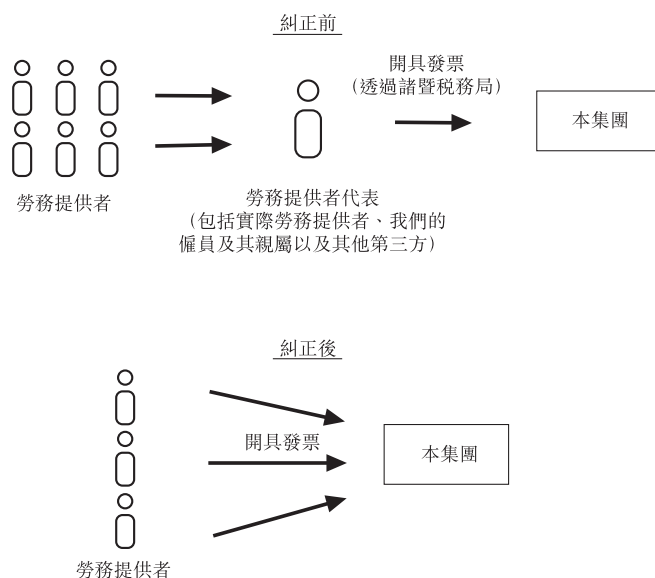 糾正前
開具發票
（透過諸暨税務局）
本集團
勞務提供者
勞務提供者代表
（包括實際勞務提供者、我們的
僱員及其親屬以及其他第三方）
糾正後
開具發票
本集團
勞務提供者